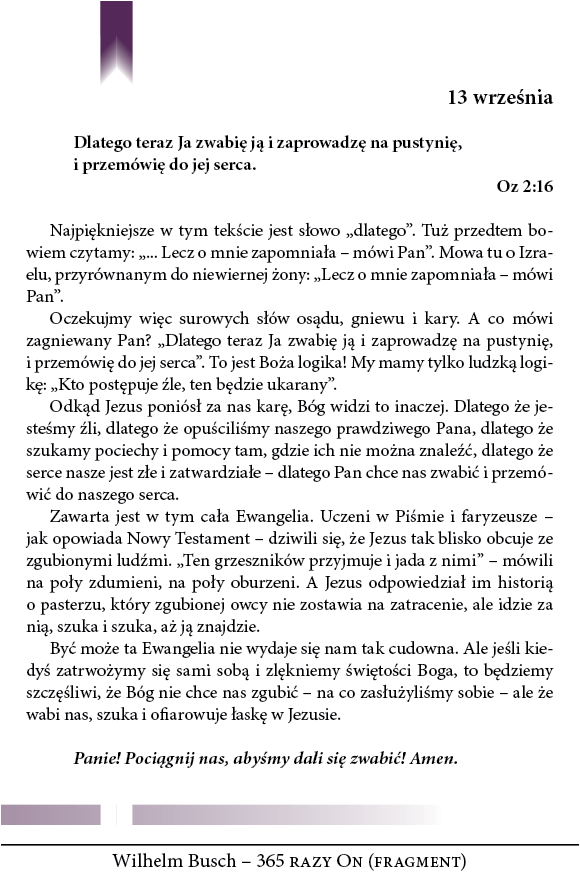 13 września
Dlatego teraz Ja zwabię ją i zaprowadzę na pustynię,
i przemówię do jej serca.
Oz 2:16
Najpiękniejsze w tym tekście jest słowo „dlatego”. Tuż przedtem bo-
wiem czytamy: „... Lecz o mnie zapomniała – mówi Pan”. Mowa tu o Izra-
elu, przyrównanym do niewiernej żony: „Lecz o mnie zapomniała – mówi
Pan”.
Oczekujmy więc surowych słów osądu, gniewu i kary. A co mówi
zagniewany Pan? „Dlatego teraz Ja zwabię ją i zaprowadzę na pustynię,
i przemówię do jej serca”. To jest Boża logika! My mamy tylko ludzką logi-
kę: „Kto postępuje źle, ten będzie ukarany”.
Odkąd Jezus poniósł za nas karę, Bóg widzi to inaczej. Dlatego że je-
steśmy źli, dlatego że opuściliśmy naszego prawdziwego Pana, dlatego że
szukamy pociechy i pomocy tam, gdzie ich nie można znaleźć, dlatego że
serce nasze jest złe i zatwardziałe – dlatego Pan chce nas zwabić i przemó-
wić do naszego serca.
Zawarta jest w tym cała Ewangelia. Uczeni w Piśmie i faryzeusze –
jak opowiada Nowy Testament – dziwili się, że Jezus tak blisko obcuje ze
zgubionymi ludźmi. „Ten grzeszników przyjmuje i jada z nimi” – mówili
na poły zdumieni, na poły oburzeni. A Jezus odpowiedział im historią
o pasterzu, który zgubionej owcy nie zostawia na zatracenie, ale idzie za
nią, szuka i szuka, aż ją znajdzie.
Być może ta Ewangelia nie wydaje się nam tak cudowna. Ale jeśli kie-
dyś zatrwożymy się sami sobą i zlękniemy świętości Boga, to będziemy
szczęśliwi, że Bóg nie chce nas zgubić – na co zasłużyliśmy sobie – ale że
wabi nas, szuka i ofiarowuje łaskę w Jezusie.
Panie! Pociągnij nas, abyśmy dali się zwabić! Amen.
Wilhelm Busch – 365 razy On (fragment)